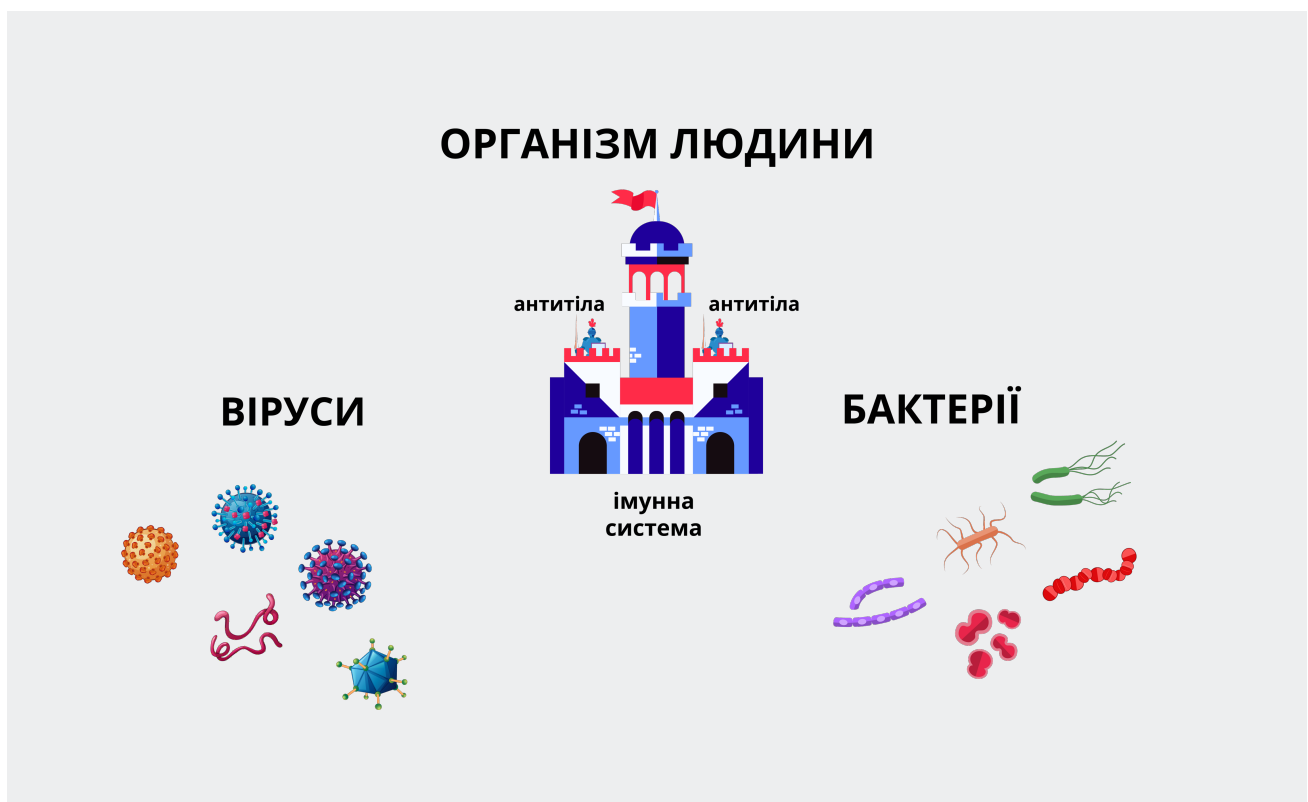 ОРГАНІЗМ ЛЮДИНИ
антитіла антитіла
ВІРУСИ
БАКТЕРІЇ
імунна
система